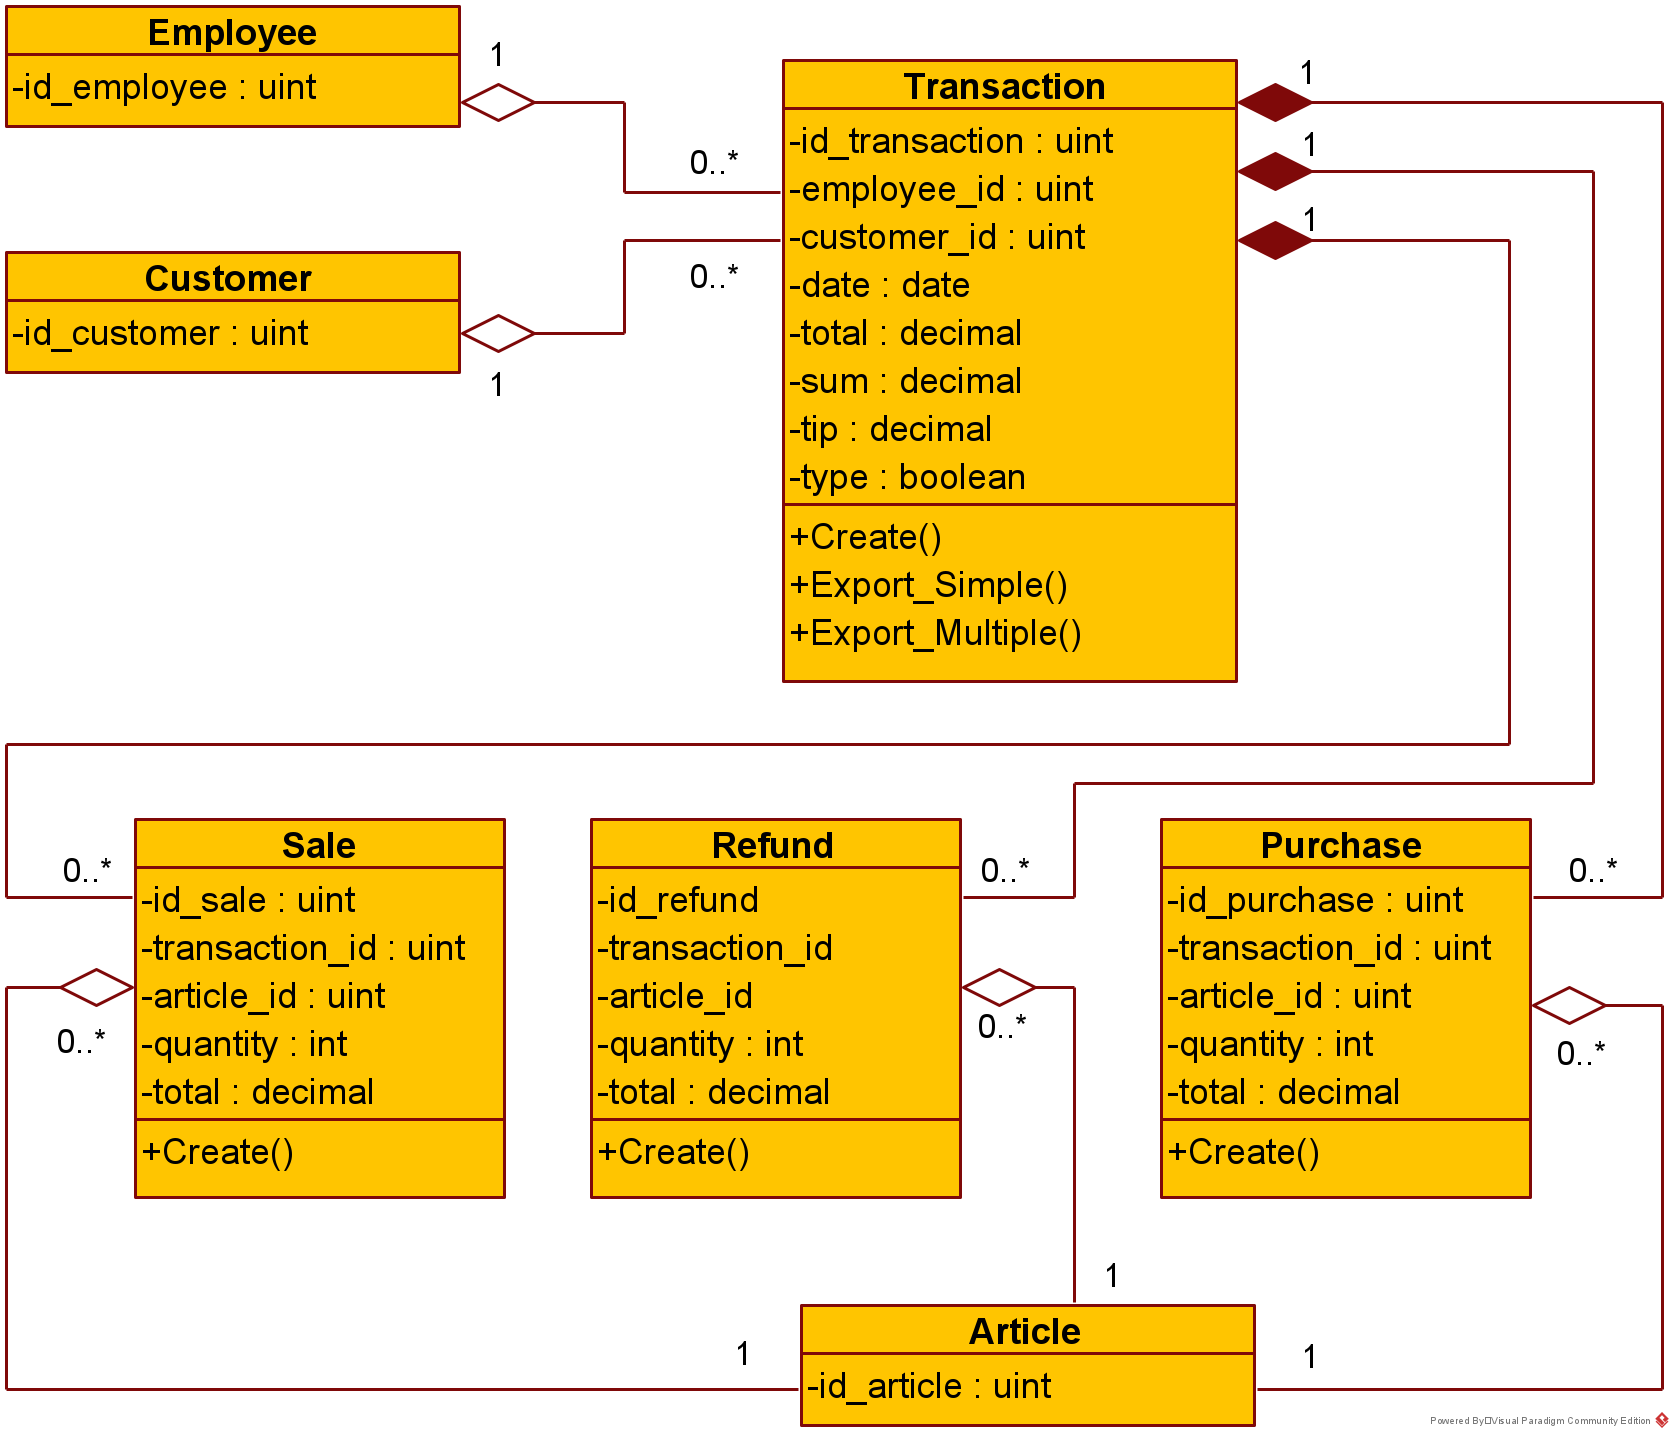 Employee
-id_employee : uint
1
0..*
Customer
-id_customer : uint
1
0..*
Transaction
-id_transaction : uint
-employee_id : uint
-customer_id : uint
-date : date
-total : decimal
-sum : decimal
-tip : decimal
-type : boolean
+Create()
+Export_Simple()
+Export_Multiple()
1
1
1
Sale
-id_sale : uint
-transaction_id : uint
-article_id : uint
-quantity : int
-total : decimal
+Create()
0..*
0..*
Refund
-id_refund
-transaction_id
-article_id
-quantity : int
-total : decimal
+Create()
0..*
0..*
Purchase
-id_purchase : uint
-transaction_id : uint
-article_id : uint
-quantity : int
-total : decimal
+Create()
0..*
0..*
1
1
1
Article
-id_article : uint
Powered By Visual Paradigm Community Edition